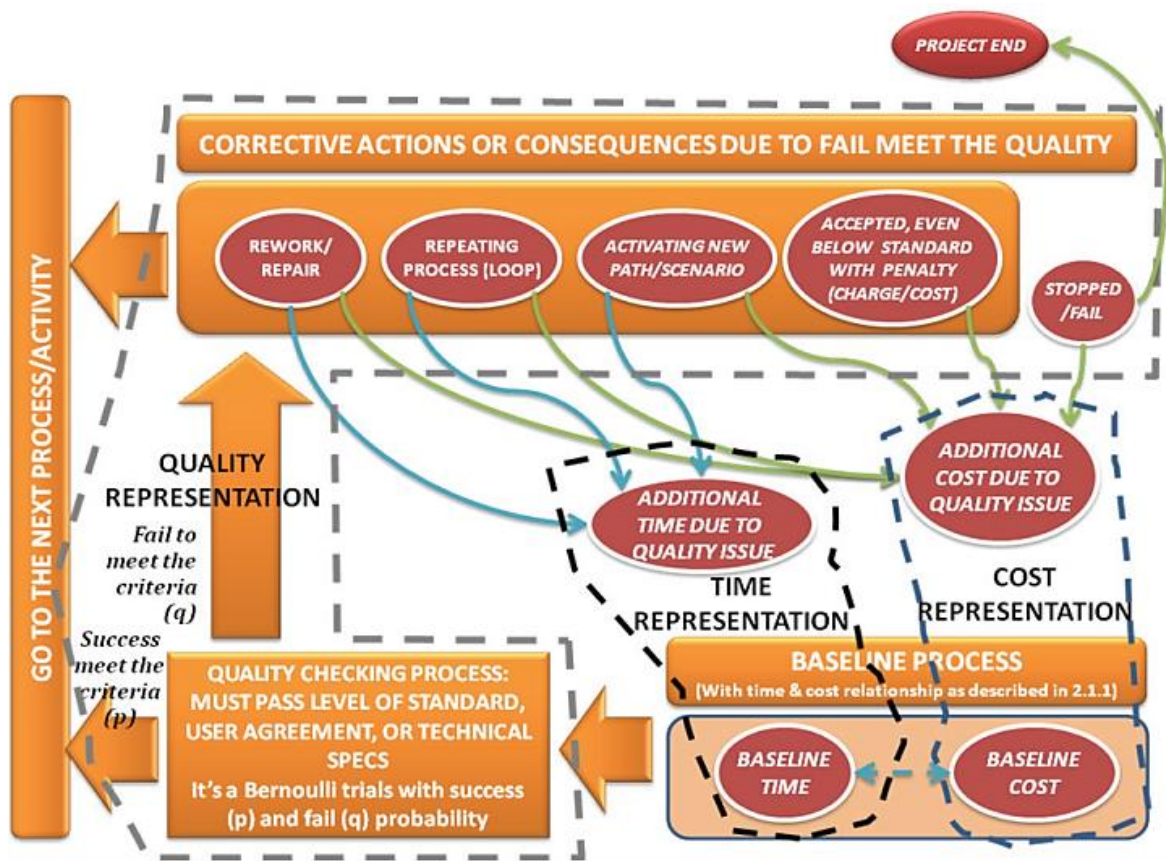 PROJECT END
CORRECTIVE ACTIONS OR CONSEQUENCES DUE TO FAIL MEET THE QUALITY
REWORK/
REPAIR
REPEATING
PROCESS (LOOP)
ACTIVATING NEW
PATH/SCENARIO
ACCEPTED, EVEN
BELOW STANDARD
WITH PENALTY
(CHARGE/COST)
STOPPED
/FAIL
GO TO THE NEXT PROCESS/ACTIVITY
QUALITY
REPRESENTATION
Fail to
meet the
criteria
(q)
Success
meet the
criteria
(p)
ADDITIONAL
TIME DUE TO
QUALITY ISSUE
ADDITIONAL
COST DUE TO
QUALITY ISSUE
TIME
REPRESENTATION
COST
REPRESENTATION
QUALITY CHECKING PROCESS:
MUST PASS LEVEL OF STANDARD,
USER AGREEMENT, OR TECHNICAL
SPECS
It's a Bernoulli trials with success
(p) and fail (q) probability
BASELINE PROCESS
(With time & cost relationship as described in 2.1.1)
BASELINE
TIME
BASELINE
COST